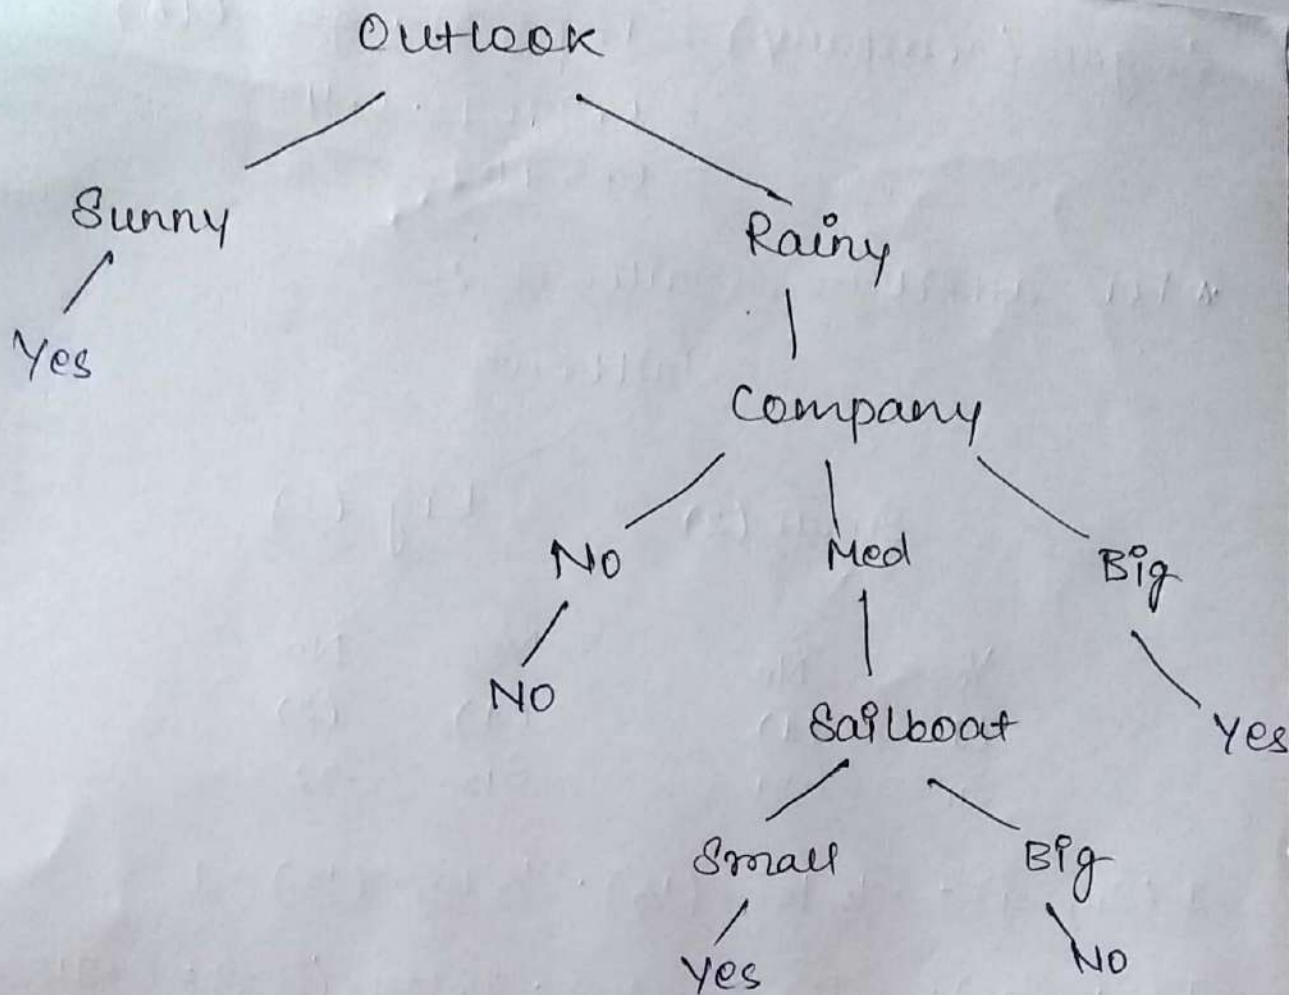 Outlook
Sunny
Rainy
Yes
Company
No
Med
Big
NO
Sailboat
Yes
Small
Big
Yes
NO